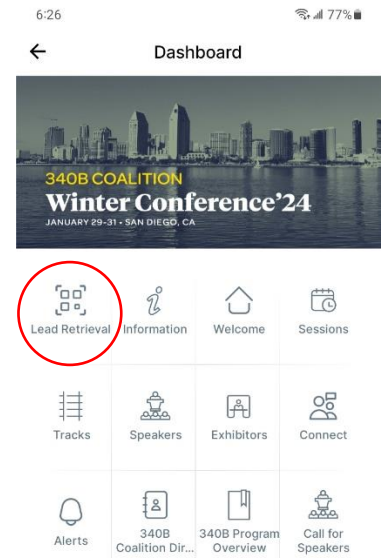 6:26 77%
Dashboard
340B COALITION
Winter Conference'24
JANUARY 29-31 • SAN DIEGO, CA
Lead Retrieval Information Welcome Sessions
Tracks Speakers Exhibitors Connect
Alerts 340B Coalition Dir... 340B Program Overview Call for Speakers